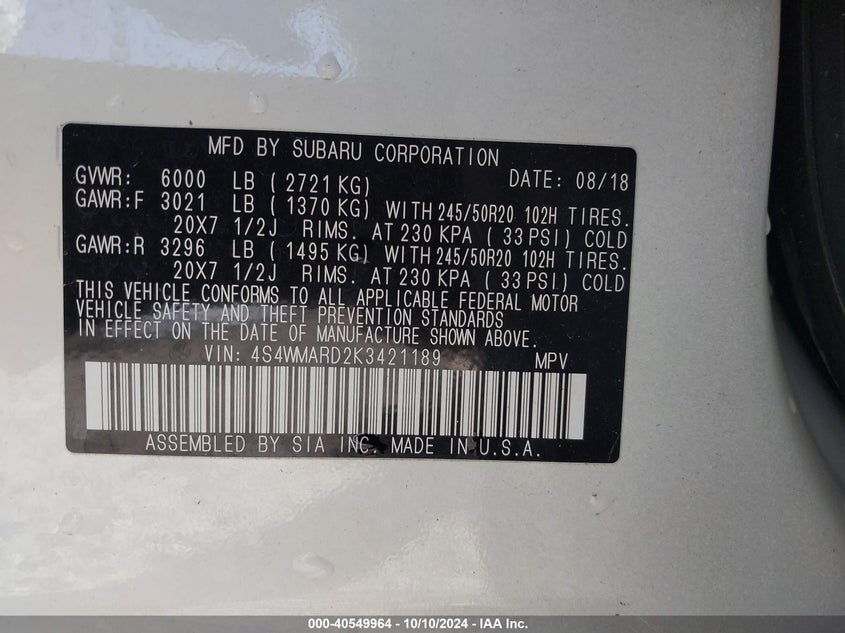 MFD BY SUBARU CORPORATION
GVWR: 6000 LB ( 2721 KG) DATE: 08/18
GAWR:F 3021 LB ( 1370 KG) WITH 245/50R20 102H TIRES.
20X7 1/2J RIMS. AT 230 KPA ( 33 PSI) COLD
GAWR:R 3296 LB ( 1495 KG) WITH 245/50R20 102H TIRES.
20X7 1/2J RIMS. AT 230 KPA ( 33 PSI) COLD
THIS VEHICLE CONFORMS TO ALL APPLICABLE FEDERAL MOTOR
VEHICLE SAFETY AND THEFT PREVENTION STANDARDS
IN EFFECT ON THE DATE OF MANUFACTURE SHOWN ABOVE.
VIN: 4S4WMARD2K3421189 MPV
ASSEMBLED BY SIA INC. MADE IN U.S.A.
000-40549964 - 10/10/2024 - IAA Inc.